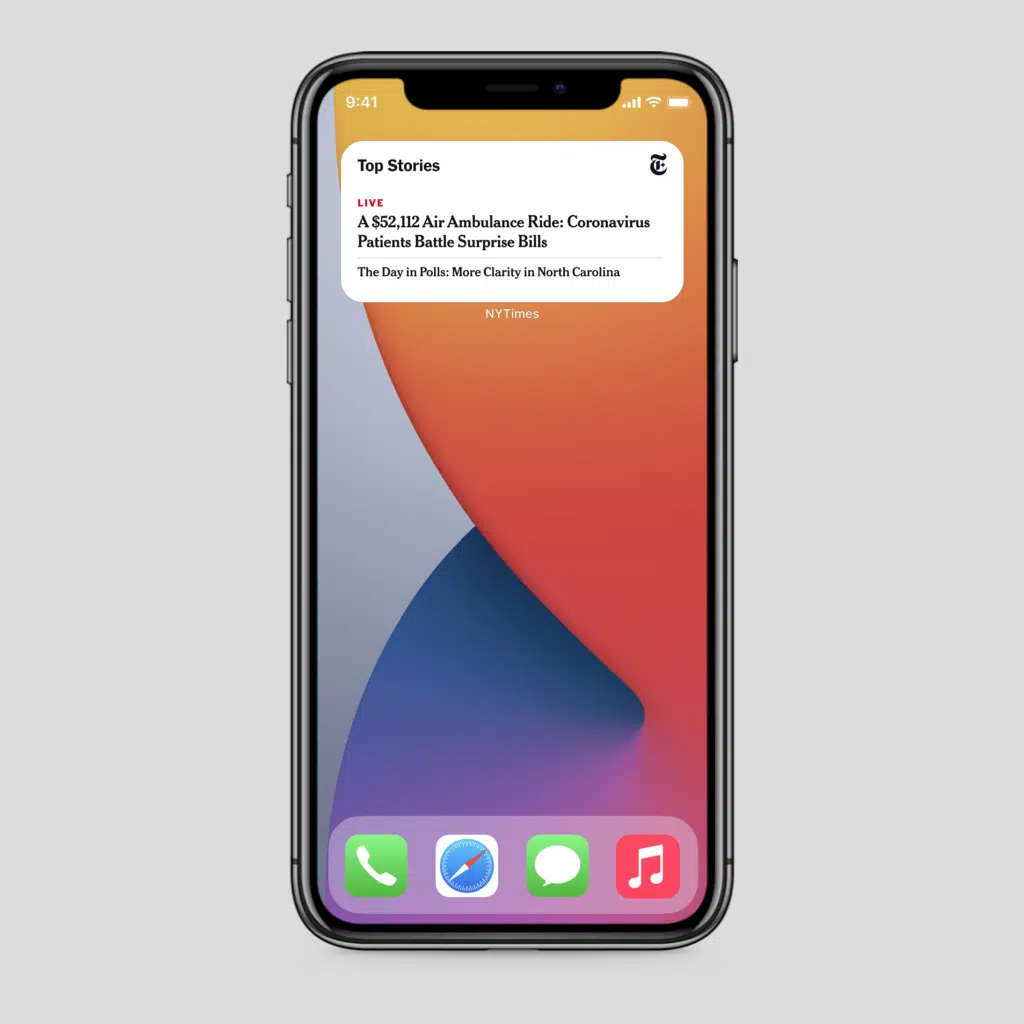 9:41
Top Stories
LIVE
A $52,112 Air Ambulance Ride: Coronavirus
Patients Battle Surprise Bills
The Day in Polls: More Clarity in North Carolina
NYTimes